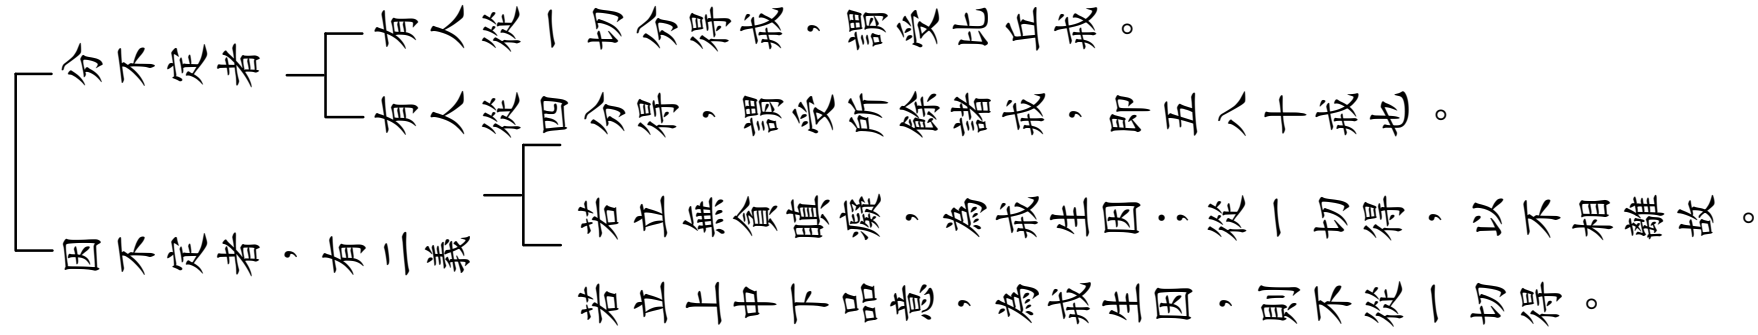 分不定者
有人從一切分得戒，謂受比丘戒。
有人從四分得，謂受所餘諸戒，即五八十戒也。
因不定者，有二義
若立無貪瞋癡，為戒生因；從一切得，以不相離故。
若立上中下品意，為戒生因，則不從一切得。